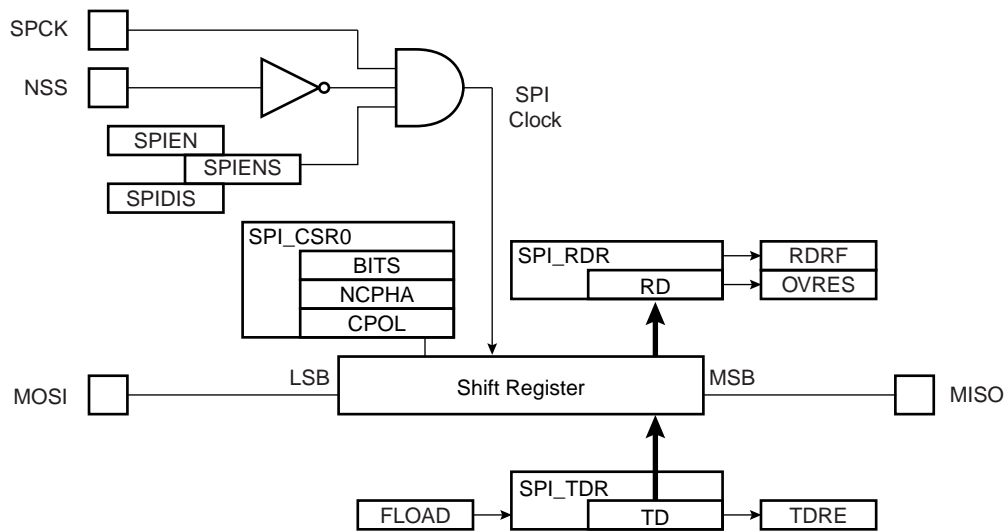 SPCK
NSS
SPI
Clock
SPIEN
SPIENS
SPIDIS
SPI_CSR0
BITS
NCPHA
CPOL
SPI_RDR
RD
RDRF
OVRES
MOSI
LSB
Shift Register
MSB
MISO
SPI_TDR
FLOAD
TD
TDRE